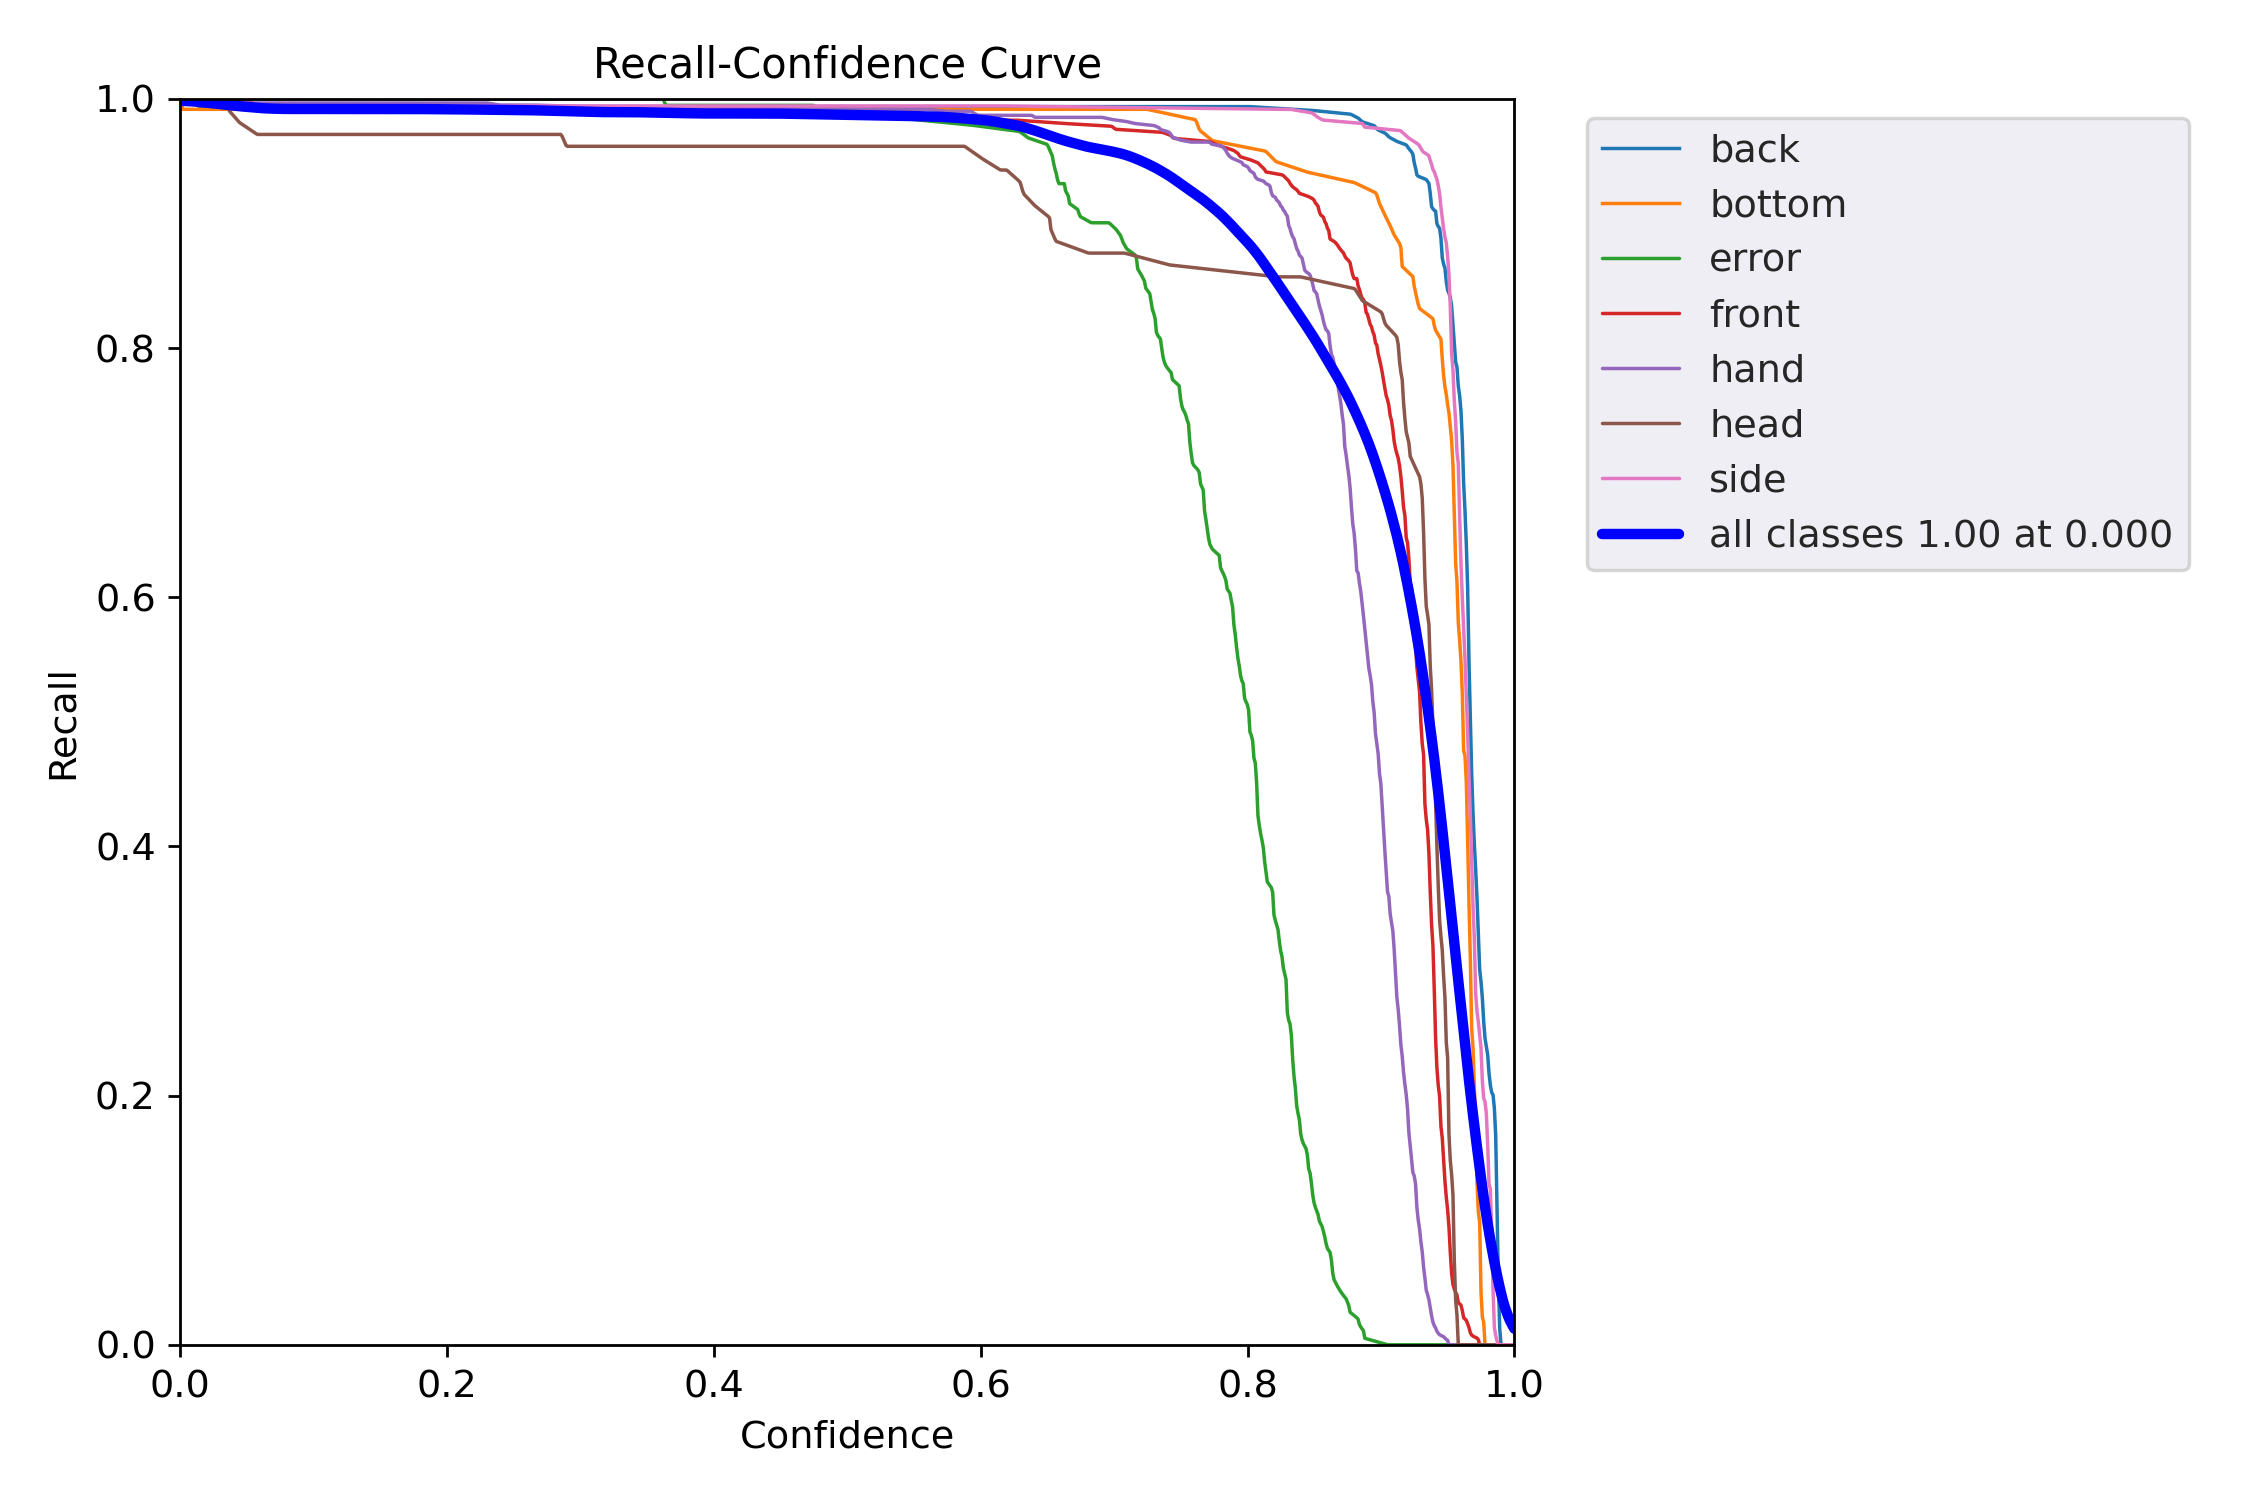 Recall-Confidence Curve
1.0
0.8
0.6
0.4
0.2
0.0
Recall
0.0 0.2 0.4 0.6 0.8 1.0
Confidence
back
bottom
error
front
hand
head
side
all classes 1.00 at 0.000